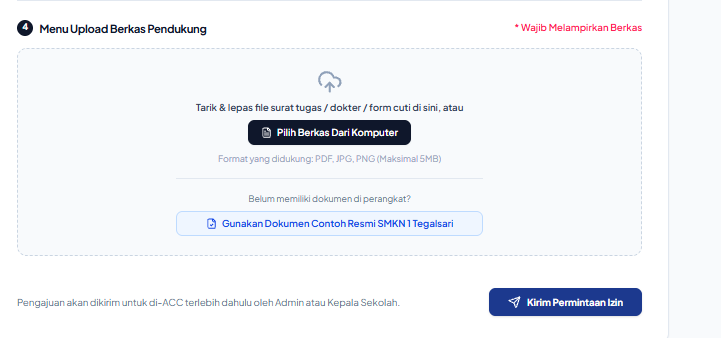 4 Menu Upload Berkas Pendukung * Wajib Melampirkan Berkas
Tarik & lepas file surat tugas / dokter / form cuti di sini, atau
Pilih Berkas Dari Komputer
Format yang didukung: PDF, JPG, PNG (Maksimal 5MB)
Belum memiliki dokumen di perangkat?
Gunakan Dokumen Contoh Resmi SMKN 1 Tegalsari
Pengajuan akan dikirim untuk di-ACC terlebih dahulu oleh Admin atau Kepala Sekolah. Kirim Permintaan Izin